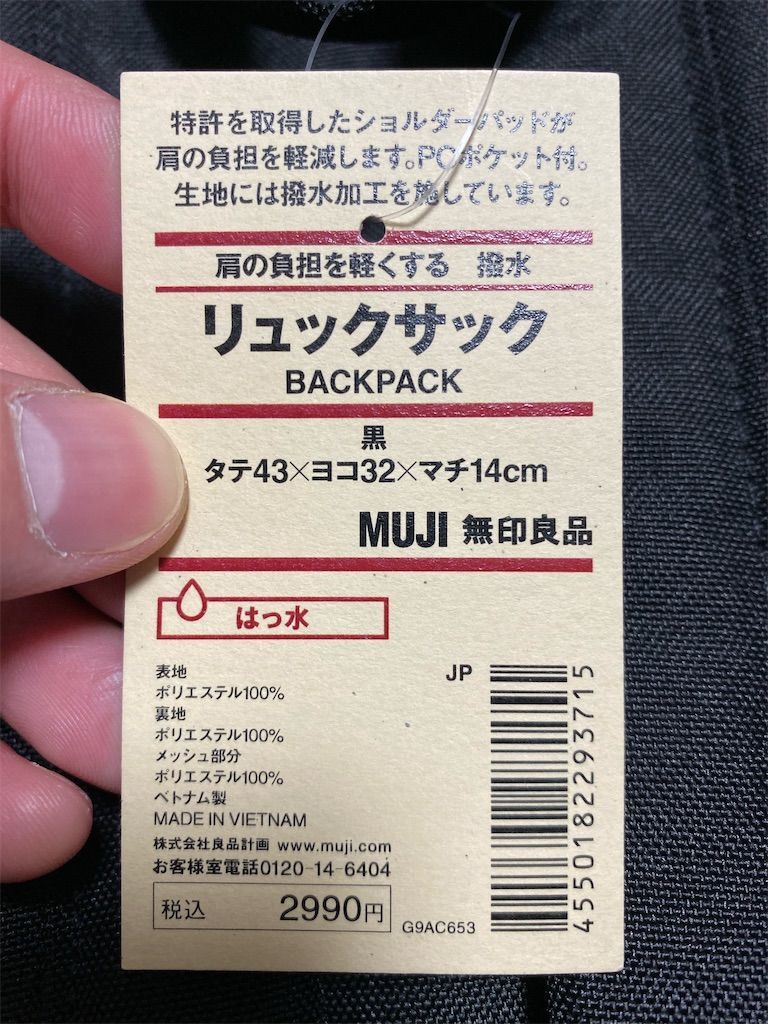 特許を取得したショルダーパッドが
肩の負担を軽減します。PCポケット付。
生地には撥水加工を施しています。
肩の負担を軽くする 撥水
リュックサック
BACKPACK
黒
タテ43×ヨコ32×マチ14cm
MUJI 無印良品
はっ水
表地
ポリエステル100%
裏地
ポリエステル100%
メッシュ部分
ポリエステル100%
ベトナム製
MADE IN VIETNAM
株式会社良品計画 www.muji.com
お客様室電話0120-14-6404
税込 2990円
G9AC653
JP
4550182293715